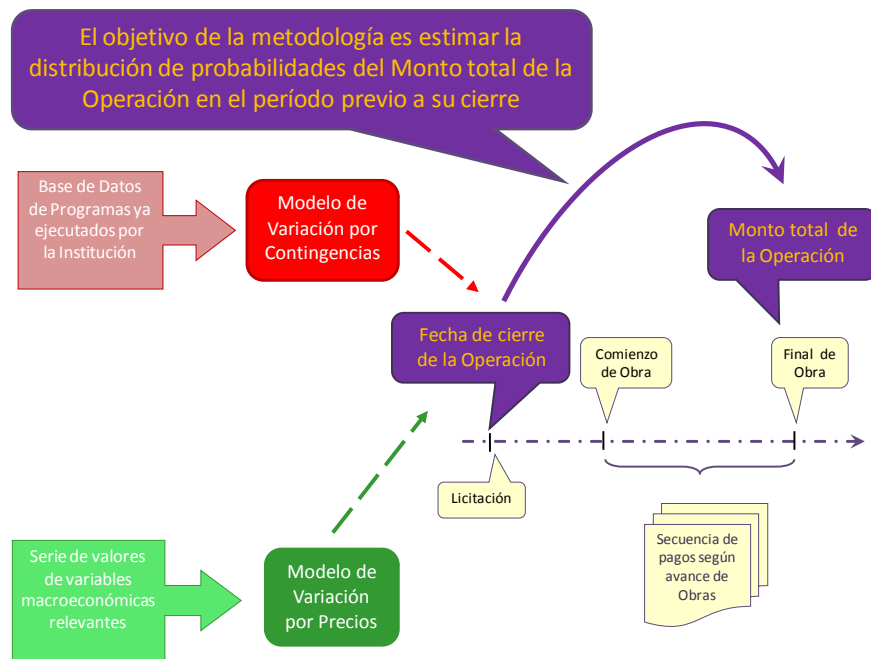 El objetivo de la metodología es estimar la
distribución de probabilidades del Monto total de la
Operación en el período previo a su cierre
Base de Datos
de Programas ya
ejecutados por
la Institución
Modelo de
Variación por
Contingencias
Monto total de
la Operación
Fecha de cierre
de la Operación
Comienzo
de Obra
Final de
Obra
Licitación
Secuencia de
pagos según
avance de
Obras
Serie de valores
de variables
macroeconómicas
relevantes
Modelo de
Variación
por Precios